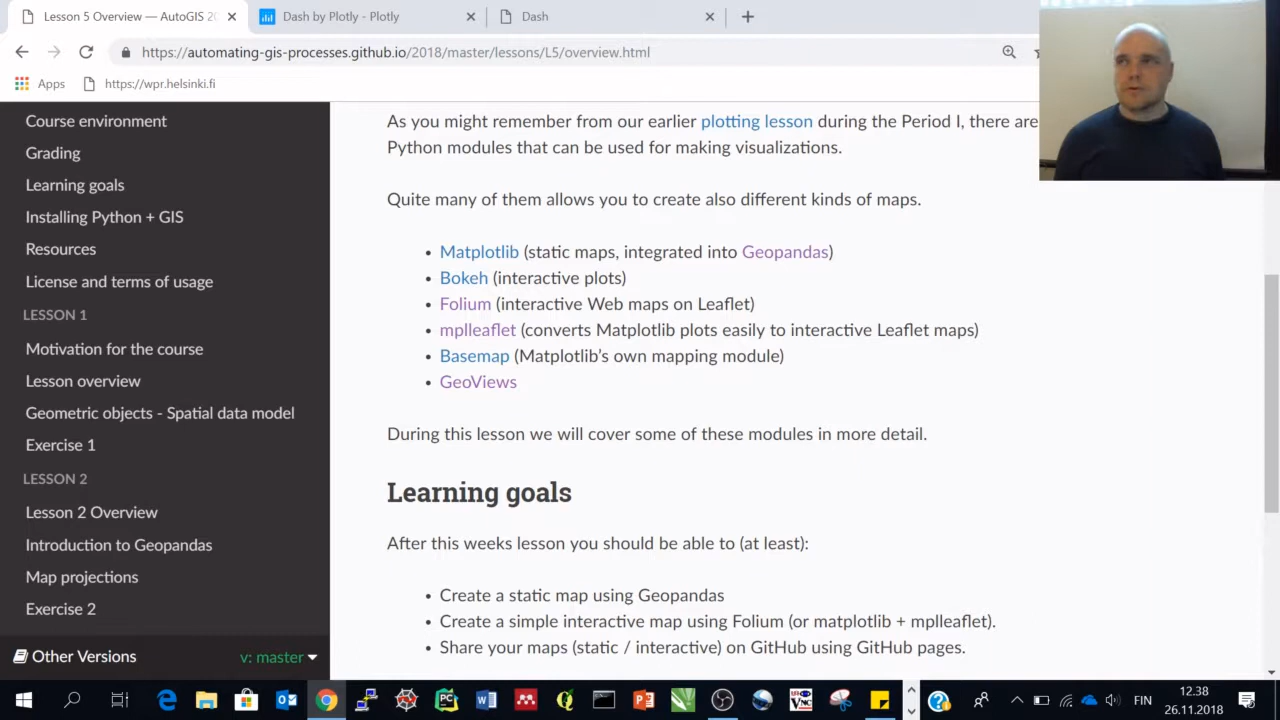 Lesson 5 Overview — AutoGIS 20
Dash by Plotly - Plotly
Dash
https://automating-gis-processes.github.io/2018/master/lessons/L5/overview.html
Apps
https://wpr.helsinki.fi
Course environment
Grading
Learning goals
Installing Python + GIS
Resources
License and terms of usage
LESSON 1
Motivation for the course
Lesson overview
Geometric objects - Spatial data model
Exercise 1
LESSON 2
Lesson 2 Overview
Introduction to Geopandas
Map projections
Exercise 2
Other Versions
v: master
As you might remember from our earlier plotting lesson during the Period I, there are
Python modules that can be used for making visualizations.
Quite many of them allows you to create also different kinds of maps.
• Matplotlib (static maps, integrated into Geopandas)
• Bokeh (interactive plots)
• Folium (interactive Web maps on Leaflet)
• mplleaflet (converts Matplotlib plots easily to interactive Leaflet maps)
• Basemap (Matplotlib's own mapping module)
• GeoViews
During this lesson we will cover some of these modules in more detail.
Learning goals
After this weeks lesson you should be able to (at least):
• Create a static map using Geopandas
• Create a simple interactive map using Folium (or matplotlib + mplleaflet).
• Share your maps (static / interactive) on GitHub using GitHub pages.
FIN
12.38
26.11.2018